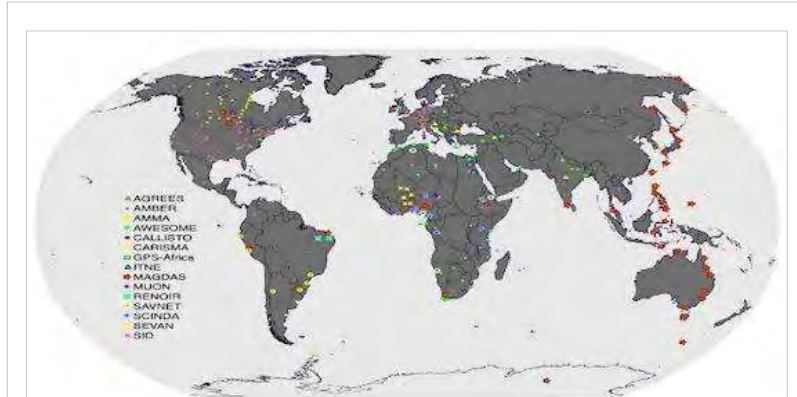 AGREES
AMBER
AMMA
AWESOME
CALLISTO
CARISMA
GPS-Africa
ITNE
MAGDAS
MUON
RENOIR
SAVNET
SCINDA
SEVAN
SID